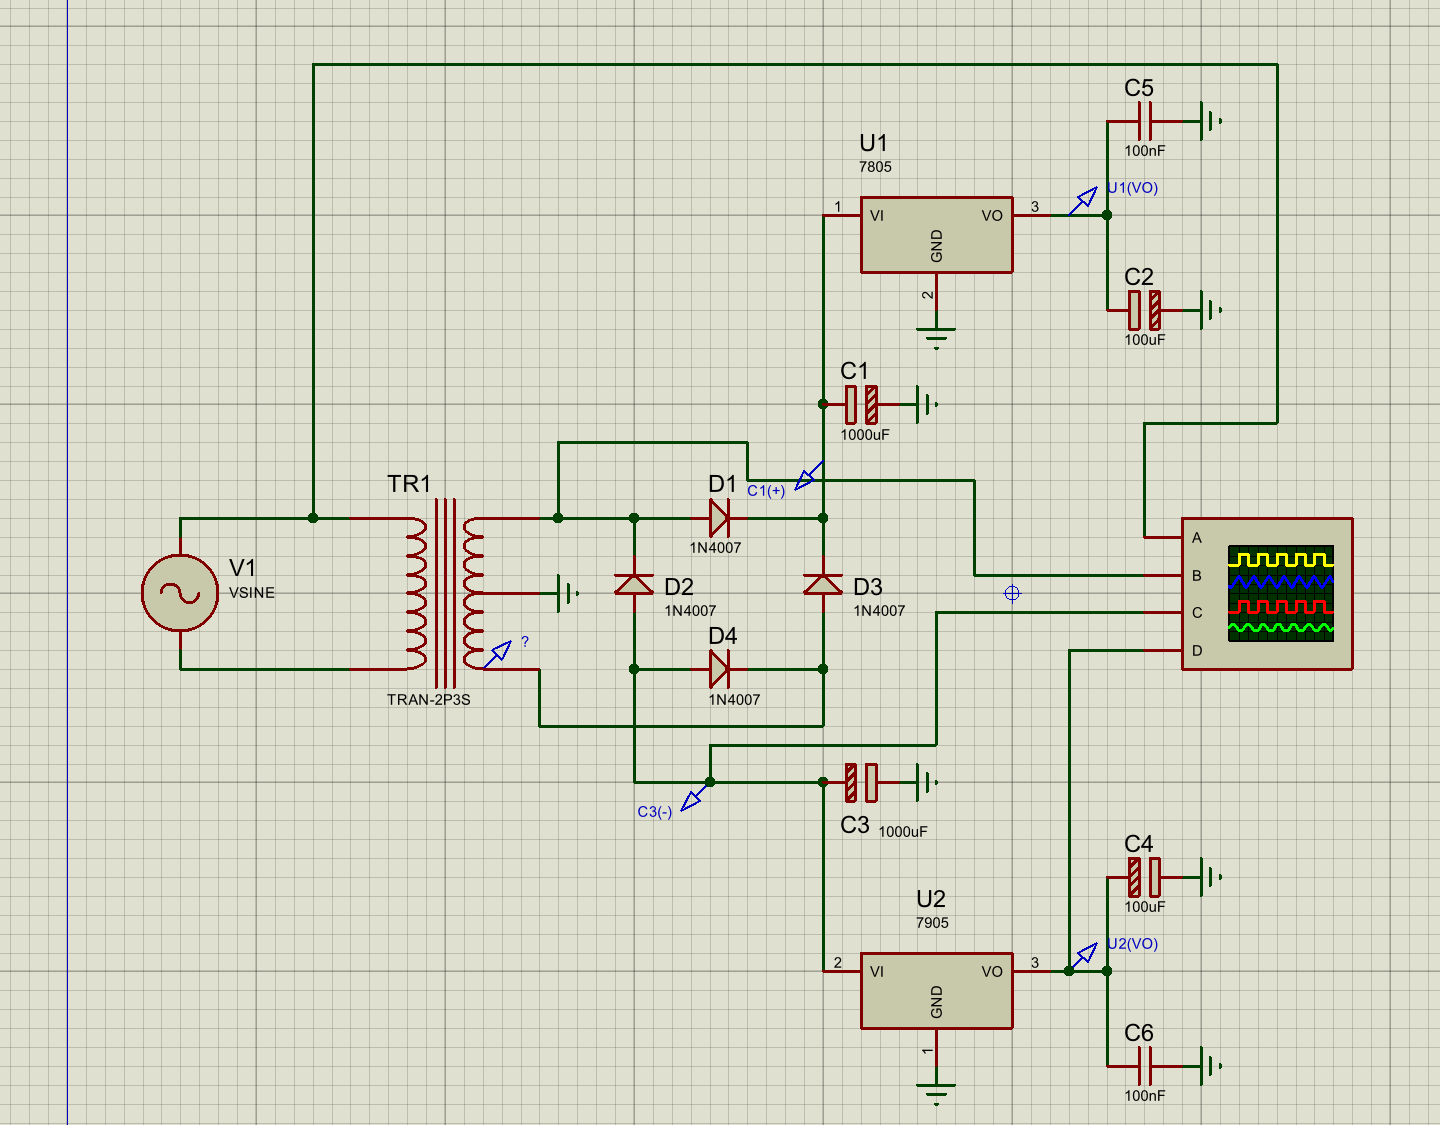 C5
100nF
U1
7805
U1(VO)
1
VI
VO
3
GND
2
C2
100uF
C1
1000uF
TR1
C1(+)
D1
1N4007
A
B
C
D
V1
VSINE
D2
1N4007
D3
1N4007
?
D4
1N4007
TRAN-2P3S
C3(-)
C3
1000uF
C4
100uF
U2
7905
U2(VO)
2
VI
VO
3
GND
1
C6
100nF